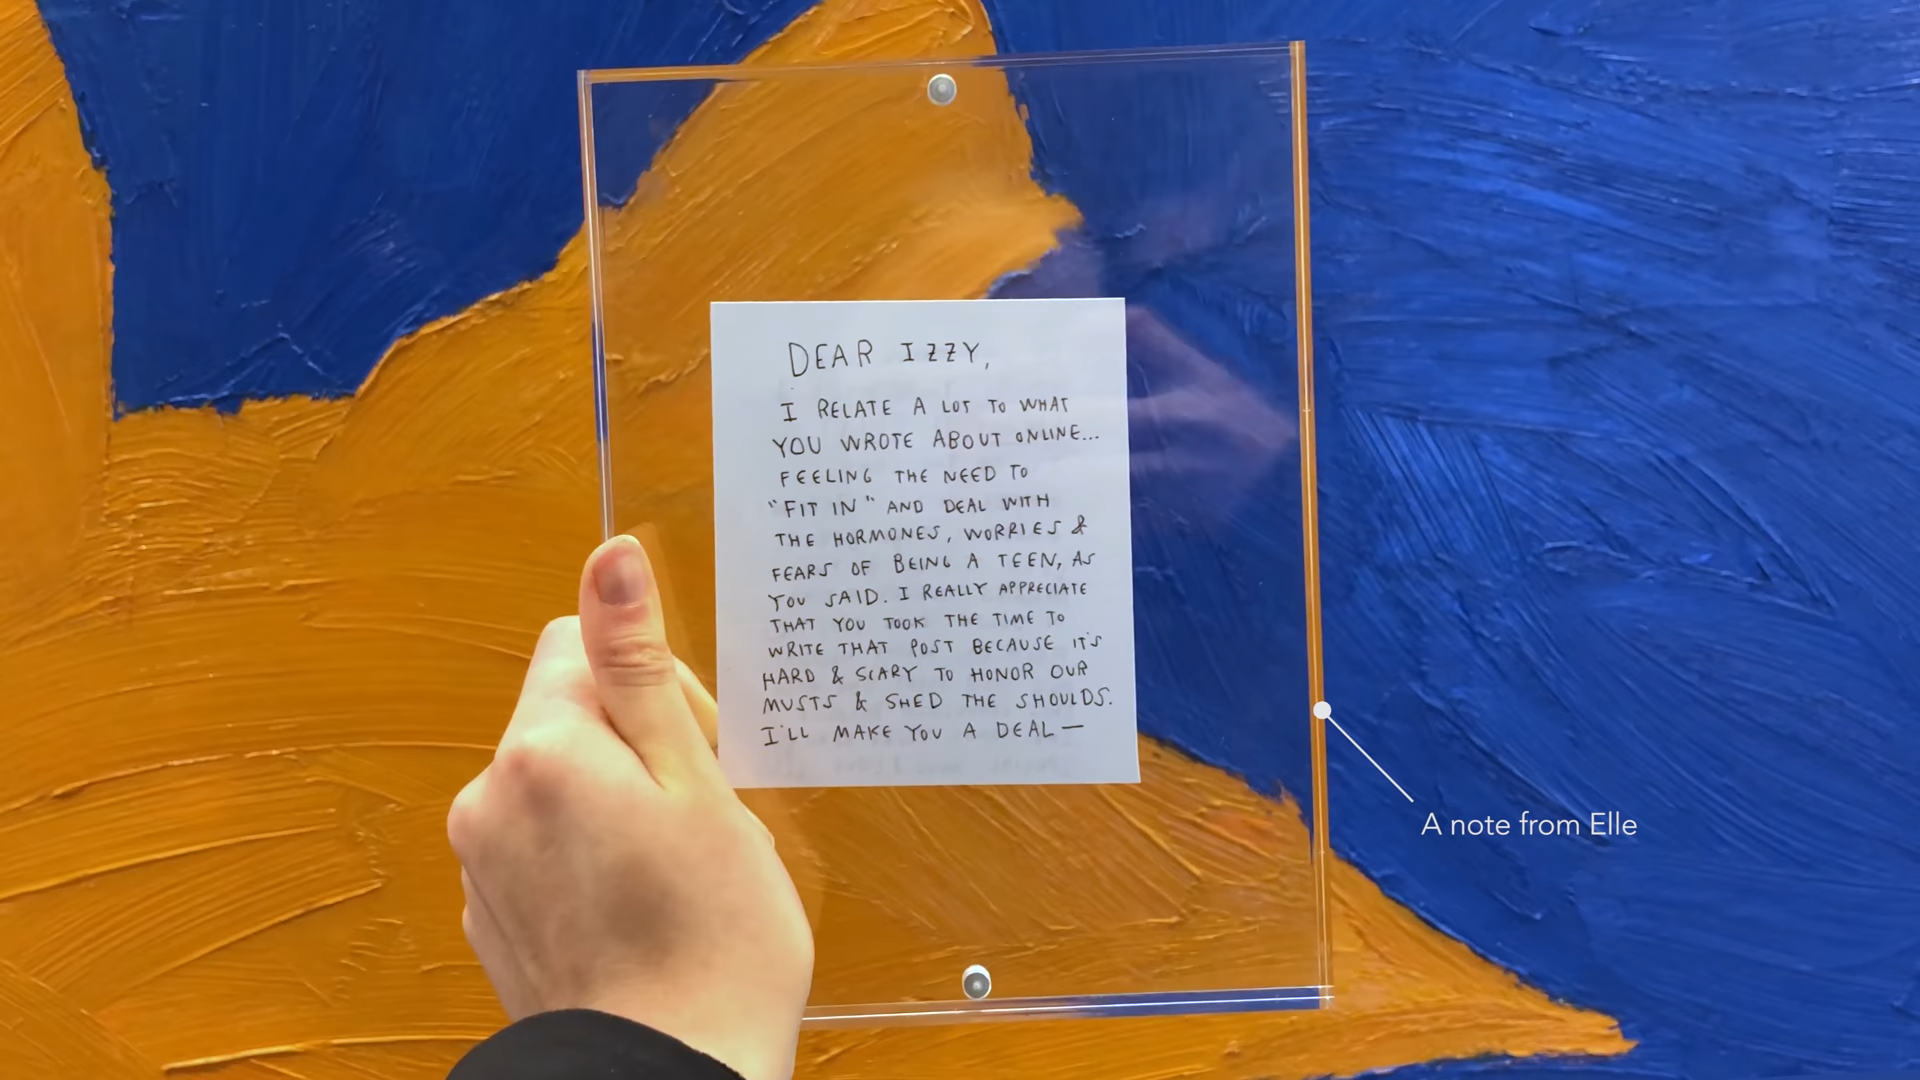 DEAR IZZY,
I RELATE A LOT TO WHAT
YOU WROTE ABOUT ONLINE...
FEELING THE NEED TO
"FIT IN" AND DEAL WITH
THE HORMONES, WORRIES &
FEARS OF BEING A TEEN, AS
YOU SAID. I REALLY APPRECIATE
THAT YOU TOOK THE TIME TO
WRITE THAT POST BECAUSE IT'S
HARD & SCARY TO HONOR OUR
MUSTS & SHED THE SHOULDS.
I'LL MAKE YOU A DEAL—
A note from Elle